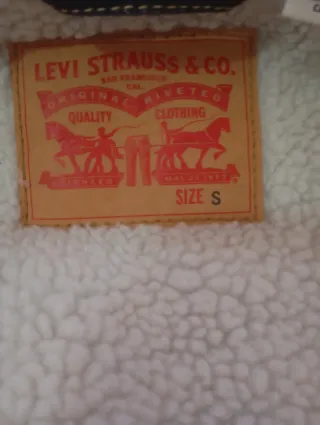 LEVI STRAUSS & CO.
SAN FRANCISCO
CAL.
ORIGINAL RIVETED
QUALITY CLOTHING
SIZE S